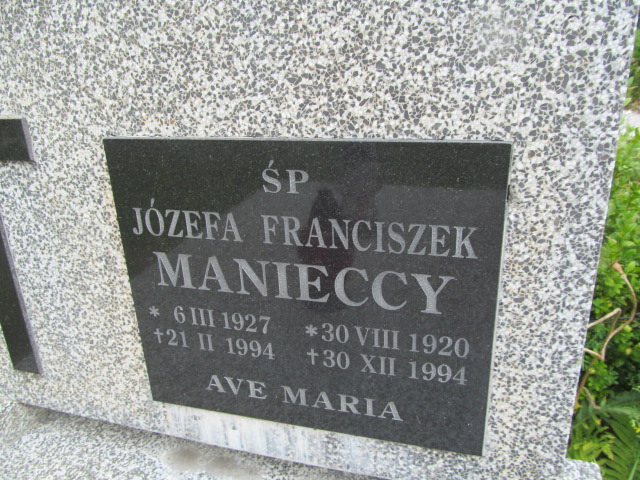 ŚP
JÓZEFA FRANCISZEK
MANIECCY
* 6 III 1927 *30 VIII 1920
†21 II 1994 †30 XII 1994
AVE MARIA